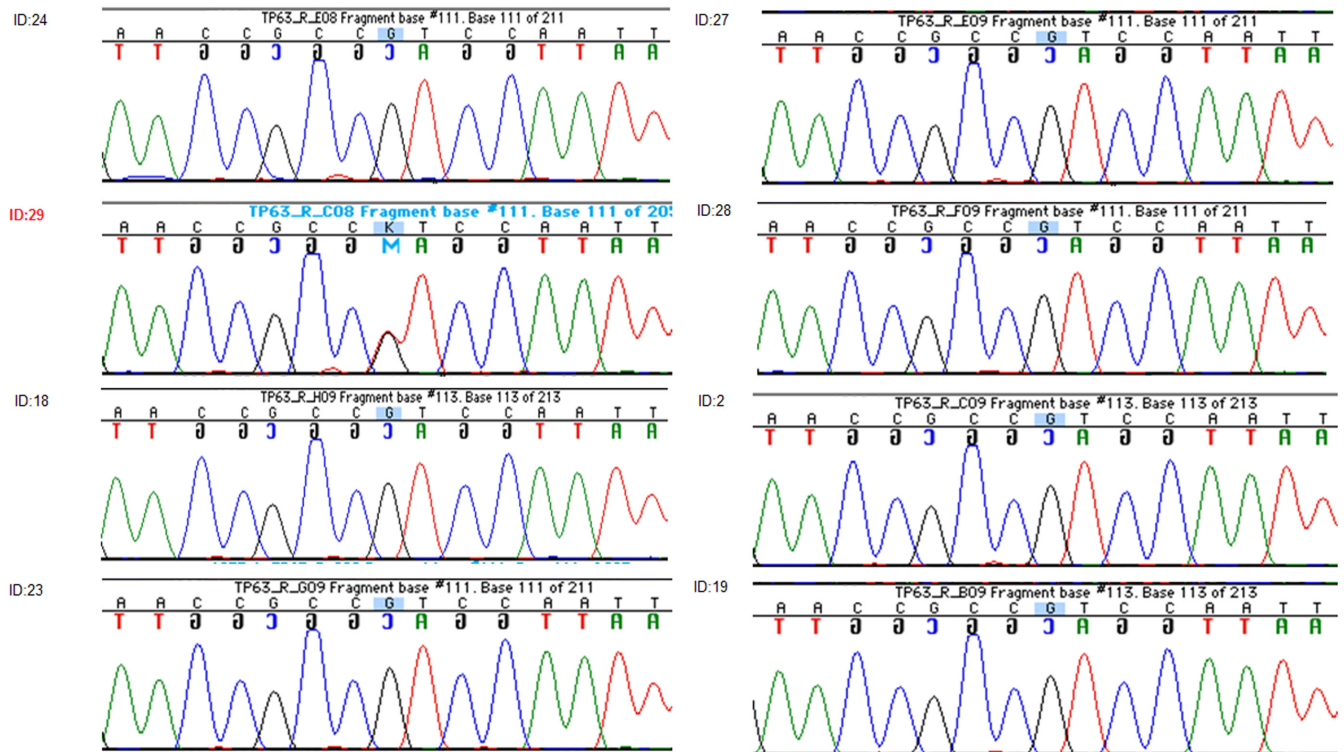 ID:24
TP63_R_E08 Fragment base #111. Base 111 of 211
A A C C G C C G T C C A A T T
T T G G C G G C A G G T T A A
ID:27
TP63_R_E09 Fragment base #111. Base 111 of 211
A A C C G C C G T C C A A T T
T T G G C G G C A G G T T A A
ID:29
TP63_R_C08 Fragment base #111. Base 111 of 205
A A C C G C C K T C C A A T T
T T G G C G G M A G G T T A A
ID:28
TP63_R_F09 Fragment base #111. Base 111 of 211
A A C C G C C G T C C A A T T
T T G G C G G C A G G T T A A
ID:18
TP63_R_H09 Fragment base #113. Base 113 of 213
A A C C G C C G T C C A A T T
T T G G C G G C A G G T T A A
ID:2
TP63_R_C09 Fragment base #113. Base 113 of 213
A A C C G C C G T C C A A T T
T T G G C G G C A G G T T A A
ID:23
TP63_R_G09 Fragment base #111. Base 111 of 211
A A C C G C C G T C C A A T T
T T G G C G G C A G G T T A A
ID:19
TP63_R_B09 Fragment base #113. Base 113 of 213
A A C C G C C G T C C A A T T
T T G G C G G C A G G T T A A